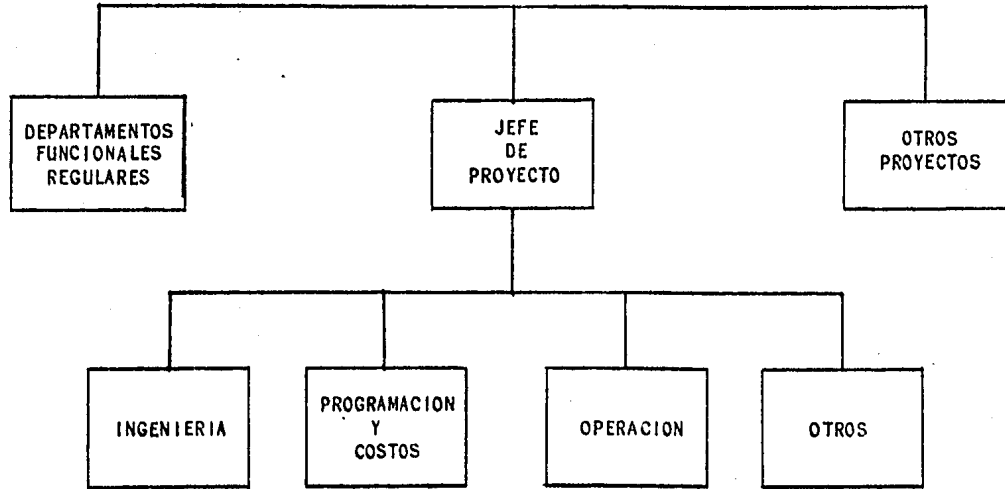 DEPARTAMENTOS
FUNCIONALES
REGULARES
JEFE
DE
PROYECTO
OTROS
PROYECTOS
INGENIERIA
PROGRAMACION
Y
COSTOS
OPERACION
OTROS